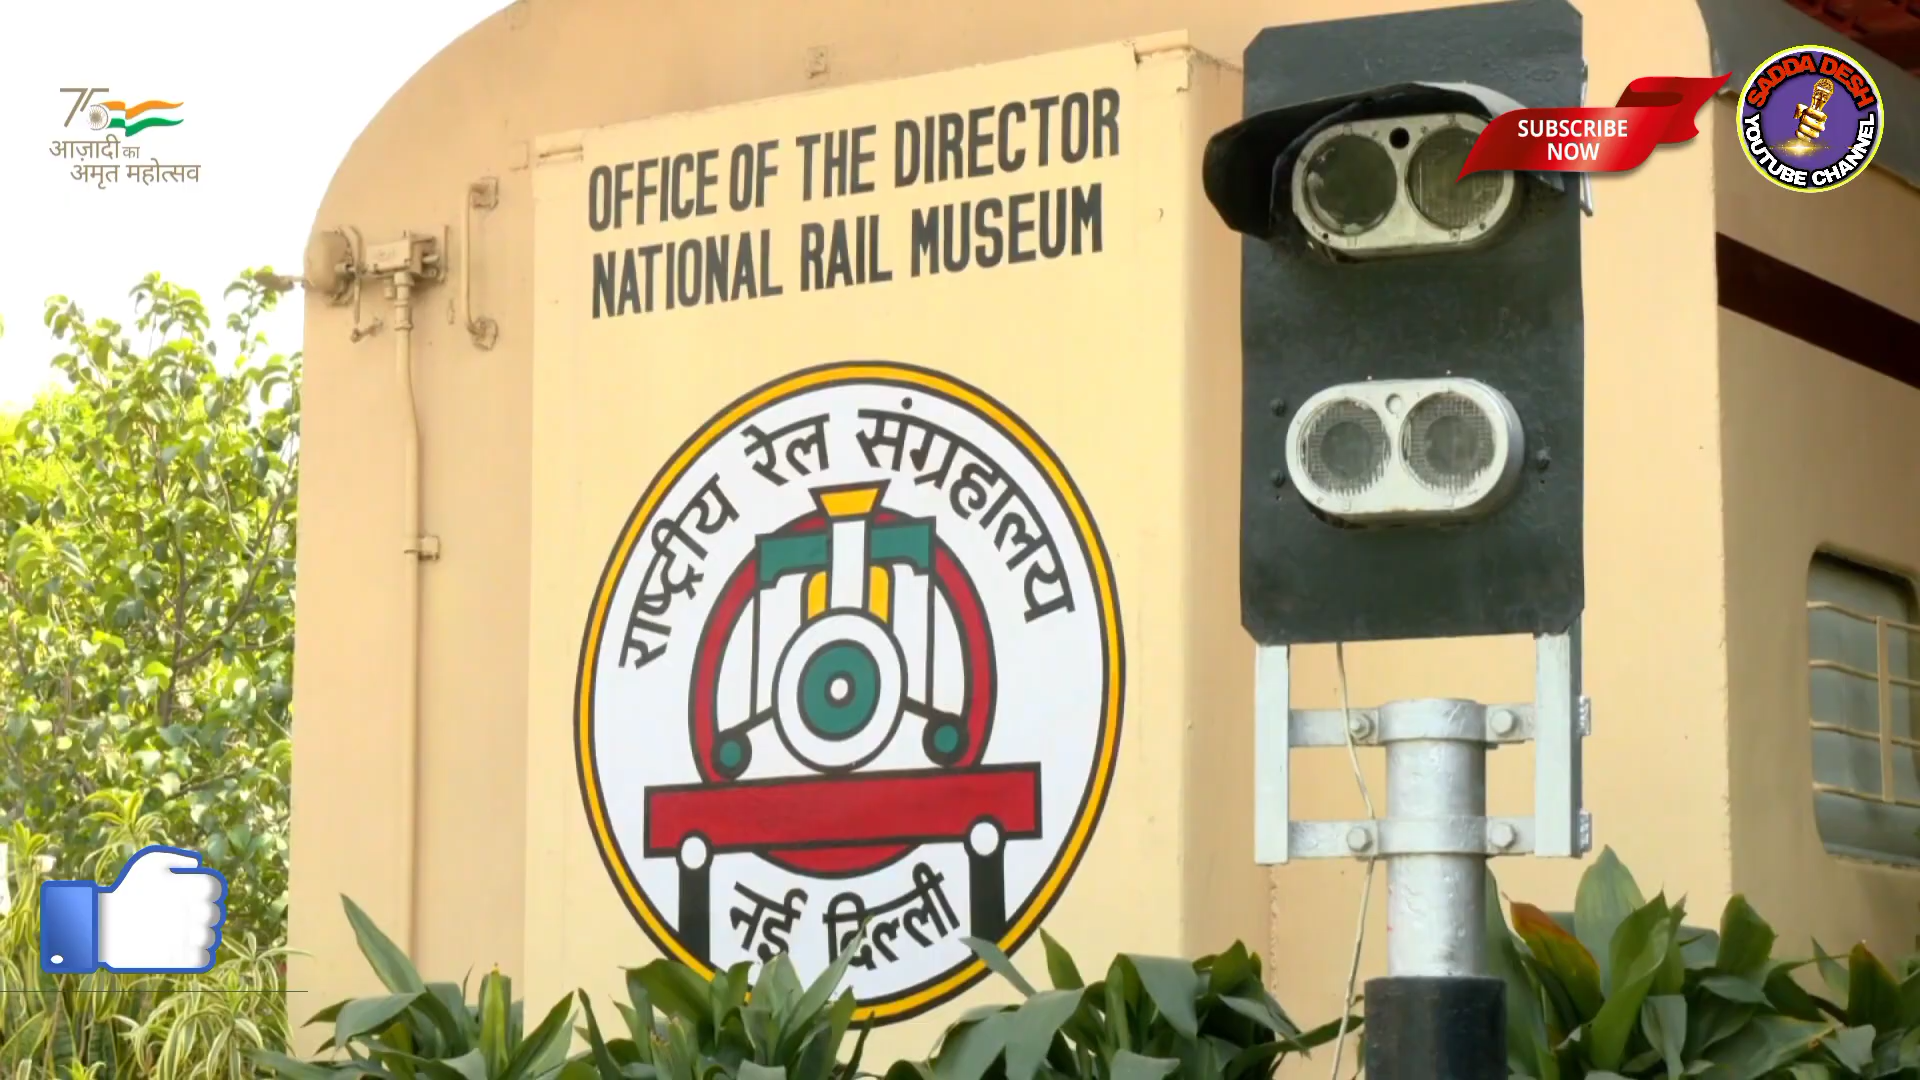 75
आज़ादी का
अमृत महोत्सव
OFFICE OF THE DIRECTOR
NATIONAL RAIL MUSEUM
राष्ट्रीय रेल संग्रहालय
नई दिल्ली
SUBSCRIBE
NOW
SADDA DESH
YOUTUBE CHANNEL